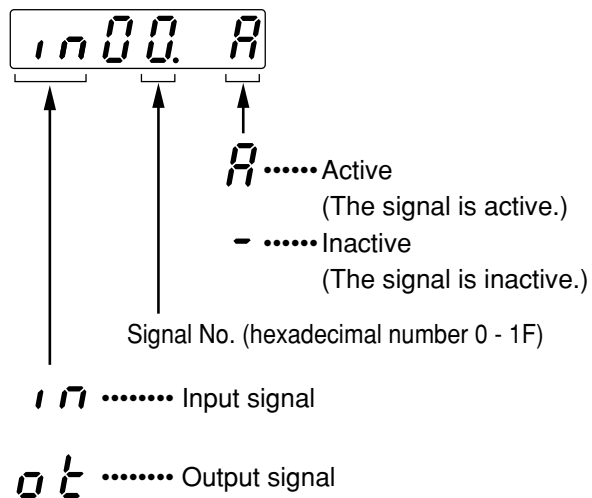 in00. A
A ······ Active
(The signal is active.)
- ······ Inactive
(The signal is inactive.)
Signal No. (hexadecimal number 0 - 1F)
in ········ Input signal
ot ········ Output signal